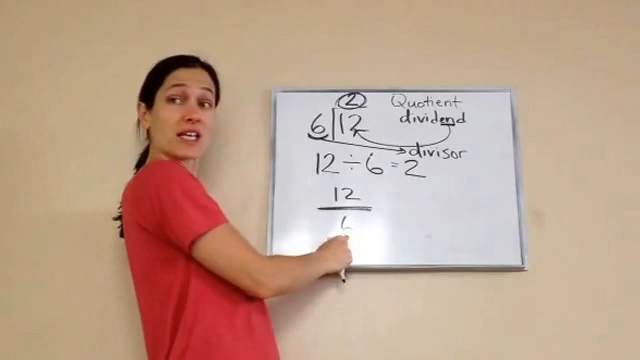 2 Quotient
6 12 dividend
divisor
12 ÷ 6 = 2
12